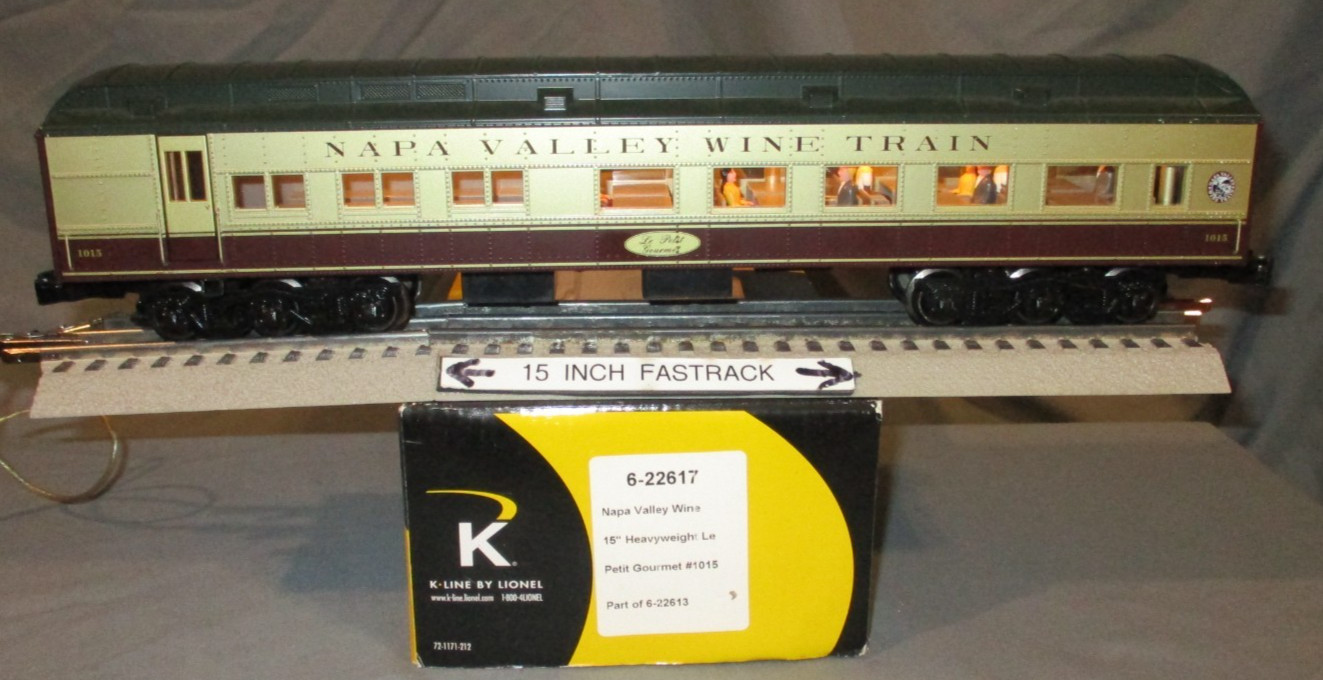 NAPA VALLEY WINE TRAIN
1015
Le Petit
Gourmet
1015
15 INCH FASTRACK
6-22617
Napa Valley Wine
15" Heavyweight Le
Petit Gourmet #1015
Part of 6-22613
K
K-LINE BY LIONEL
www.k-line.lionel.com 1-800-4LIONEL
72-1171-212